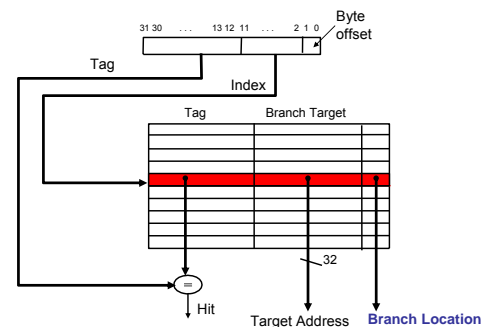 Byte
offset
31 30 . . . 13 12 11 . . . 2 1 0
Tag
Index
Tag Branch Target
32
=
Hit
Target Address Branch Location